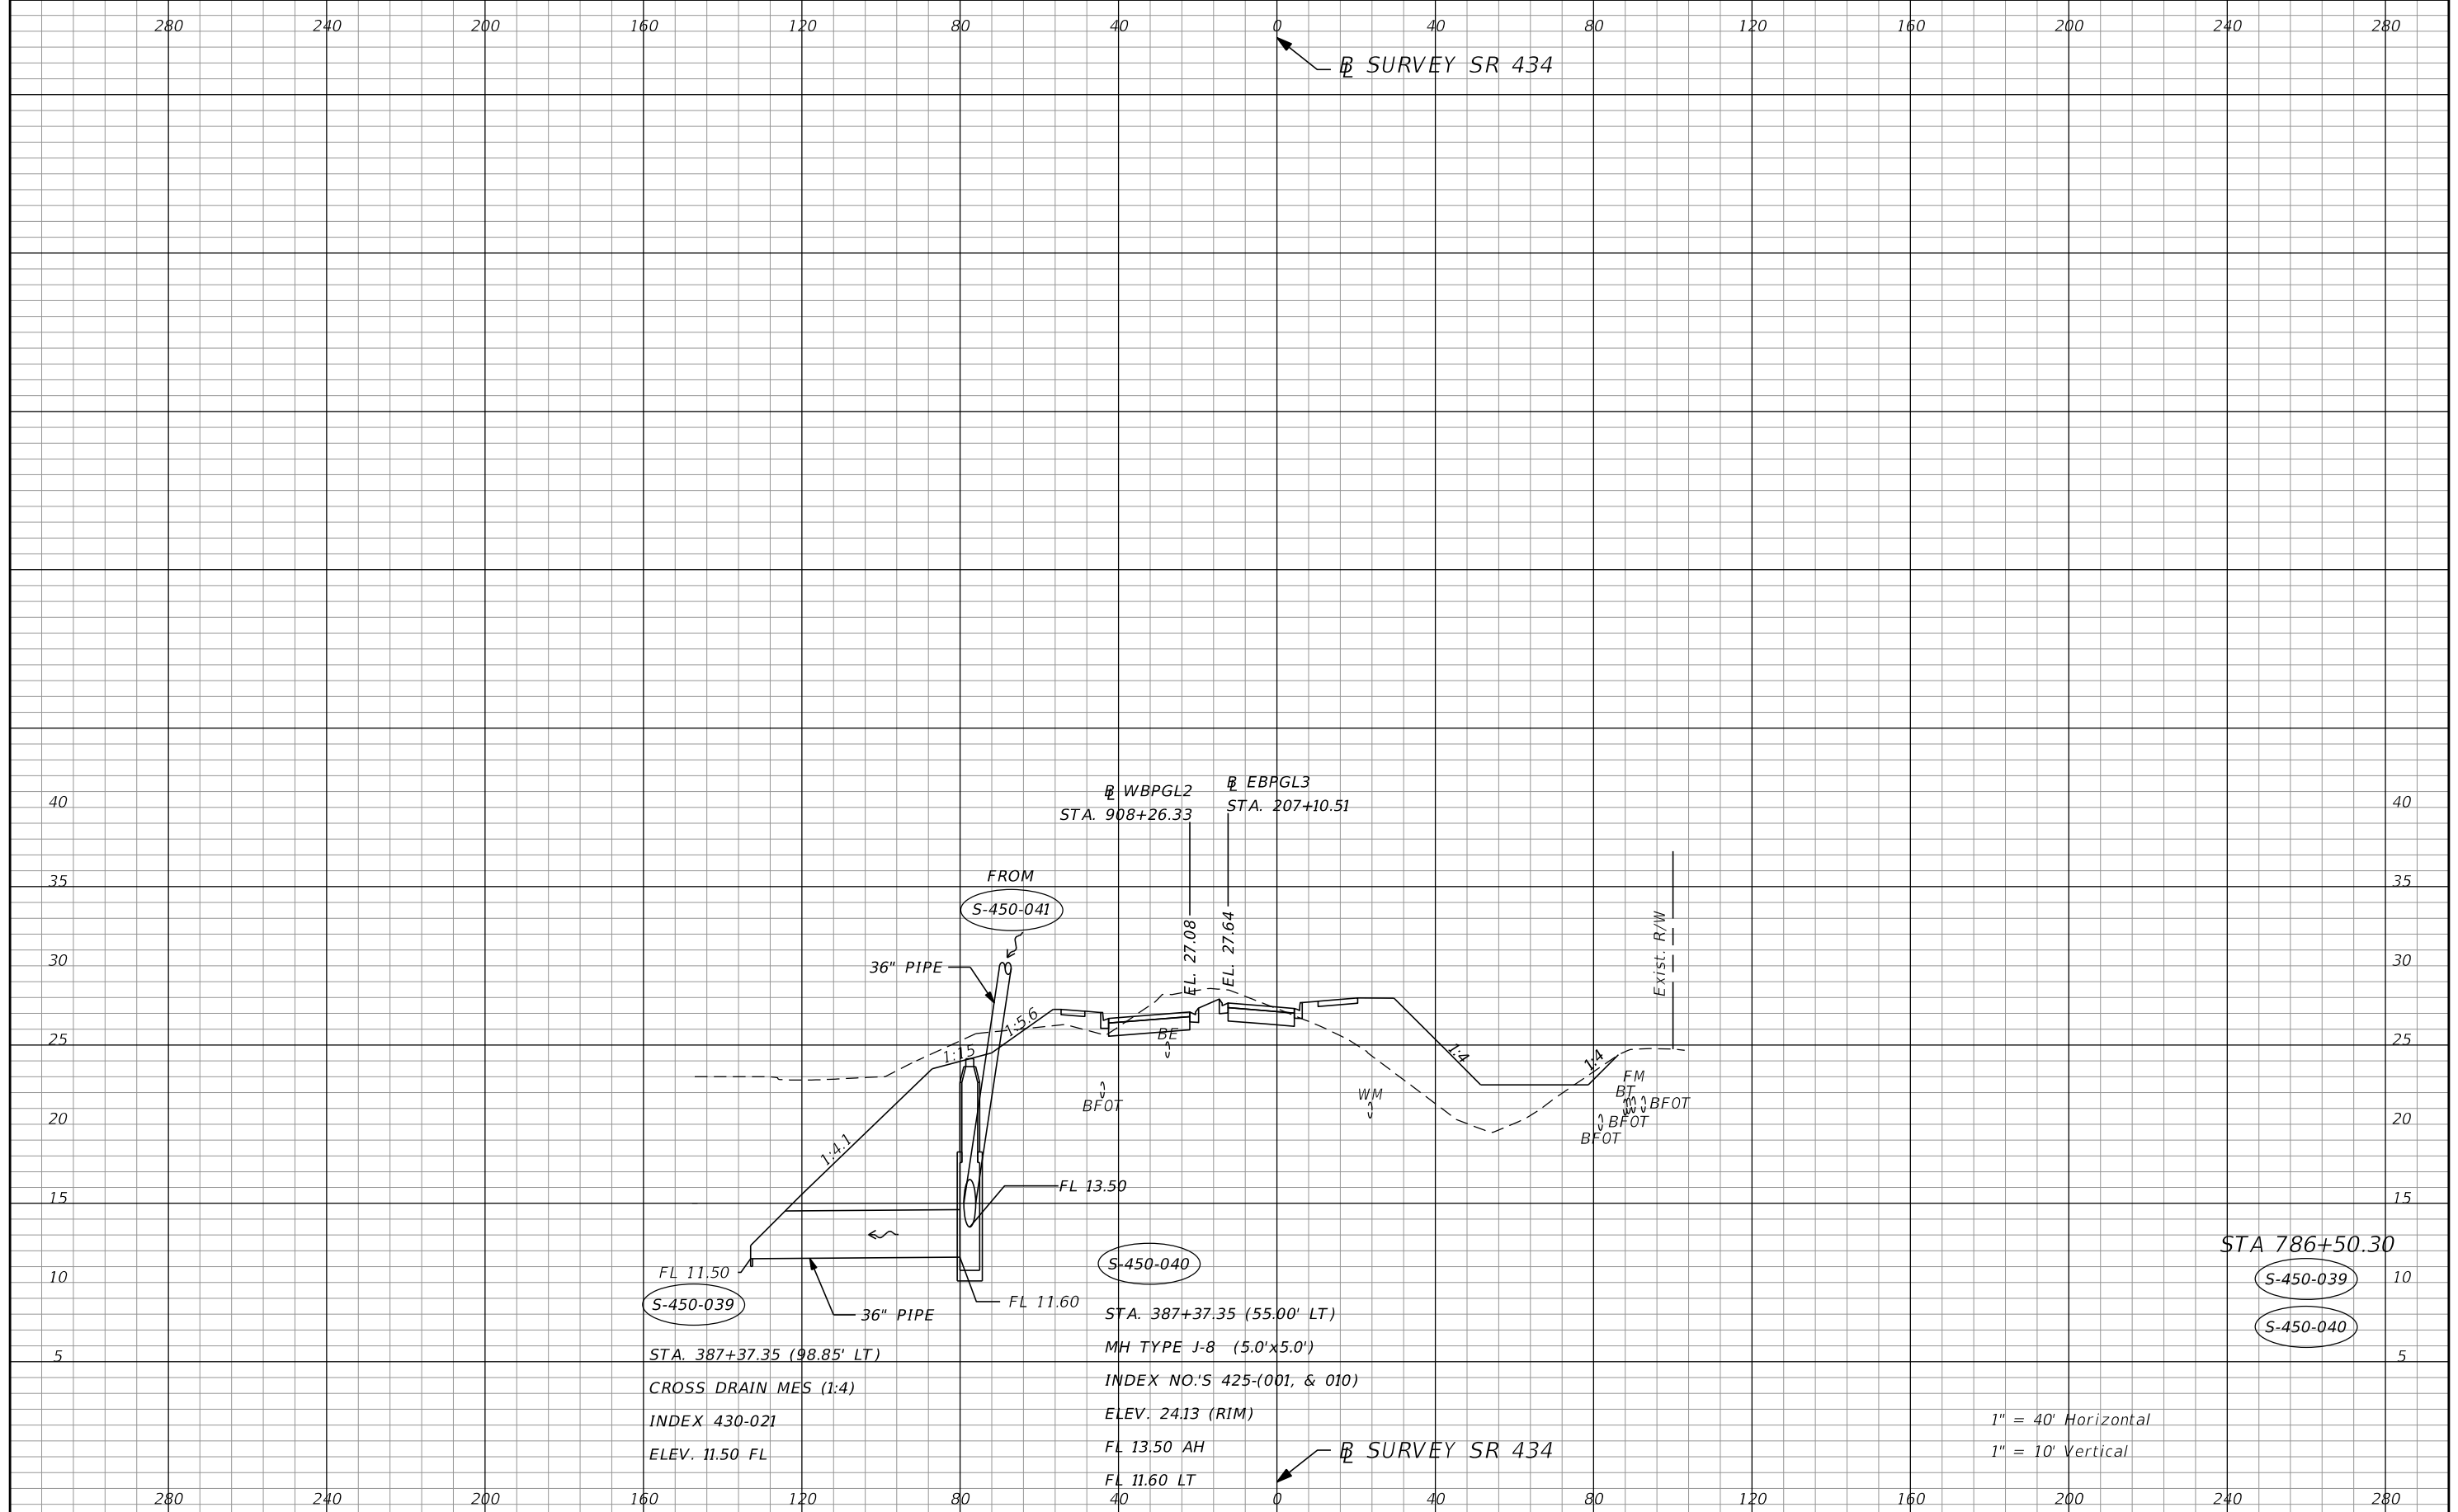 280 240 200 160 120 80 40 0 40 80 120 160 200 240 280
℄ SURVEY SR 434
℄ WBPGL2
STA. 908+26.33
℄ EBPGL3
STA. 207+10.51
40 40
35 35
30 30
25 25
20 20
15 15
10 10
5 5
FROM
S-450-041
36" PIPE
EL. 27.08
EL. 27.64
Exist. R/W
1:5.6
1:15
1:4.1
1:4
1:4
BE
BFOT
WM
FM
BT
BFOT
BFOT
BFOT
FL 13.50
FL 11.50
S-450-039
36" PIPE
FL 11.60
STA. 387+37.35 (98.85' LT)
CROSS DRAIN MES (1:4)
INDEX 430-021
ELEV. 11.50 FL
S-450-040
STA. 387+37.35 (55.00' LT)
MH TYPE J-8 (5.0'x5.0')
INDEX NO.'S 425-(001, & 010)
ELEV. 24.13 (RIM)
FL 13.50 AH
FL 11.60 LT
℄ SURVEY SR 434
STA 786+50.30
S-450-039
S-450-040
1" = 40' Horizontal
1" = 10' Vertical
280 240 200 160 120 80 40 0 40 80 120 160 200 240 280